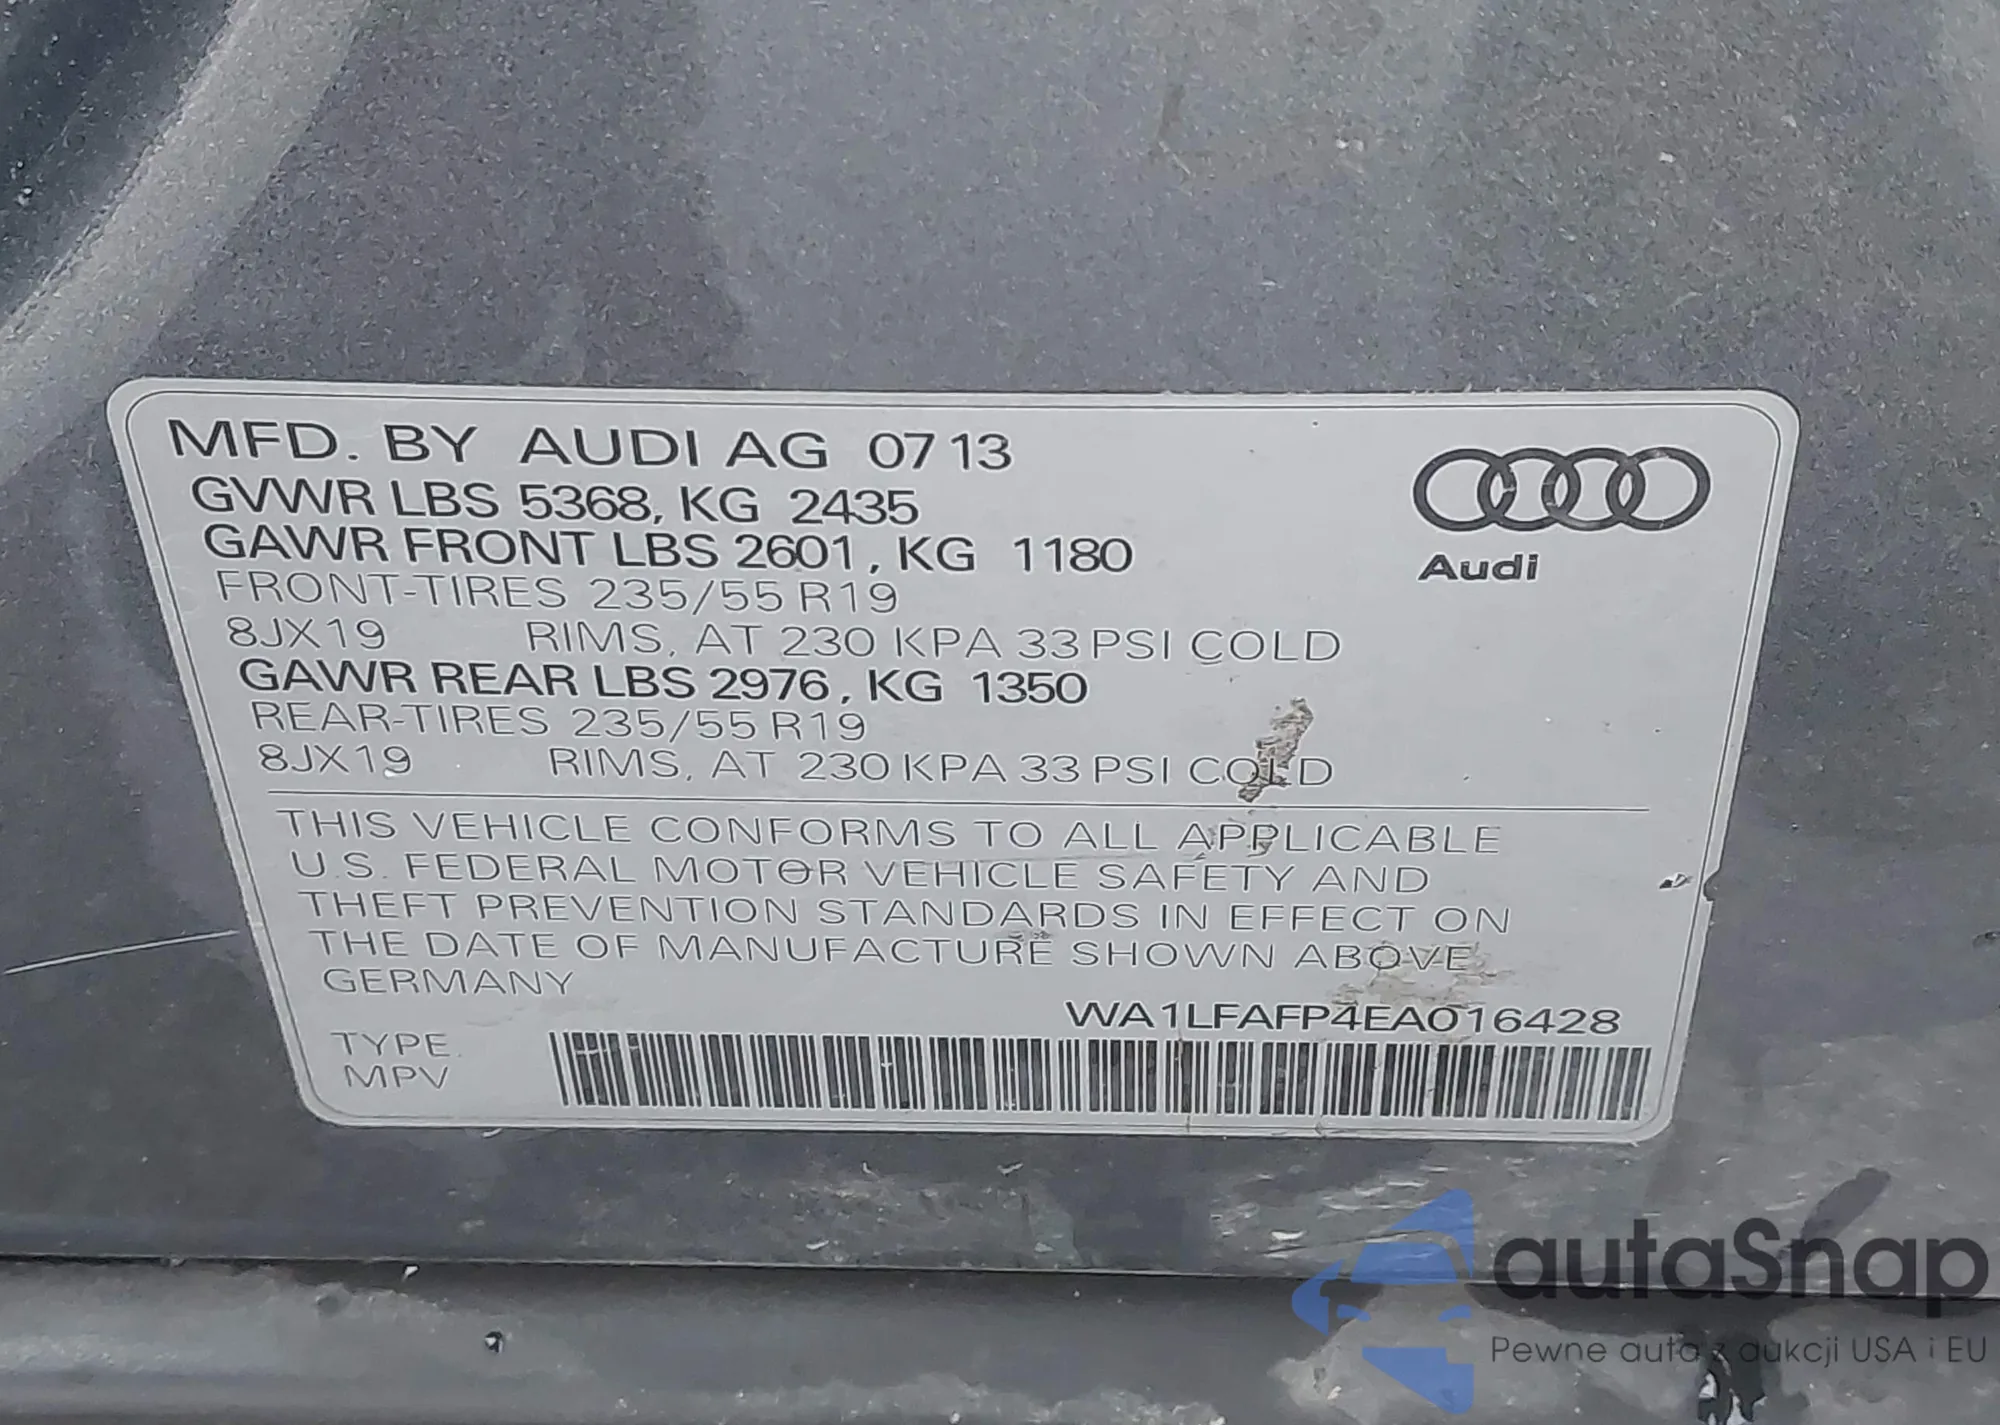 MFD. BY AUDI AG 07 13
GVWR LBS 5368, KG 2435
GAWR FRONT LBS 2601, KG 1180
FRONT-TIRES 235/55 R19
8JX19 RIMS, AT 230 KPA 33 PSI COLD
GAWR REAR LBS 2976, KG 1350
REAR-TIRES 235/55 R19
8JX19 RIMS, AT 230 KPA 33 PSI COLD
Audi
THIS VEHICLE CONFORMS TO ALL APPLICABLE
U.S. FEDERAL MOTOR VEHICLE SAFETY AND
THEFT PREVENTION STANDARDS IN EFFECT ON
THE DATE OF MANUFACTURE SHOWN ABOVE
GERMANY
WA1LFAFP4EA016428
TYPE.
MPV
autaSnap
Pewne auta z aukcji USA i EU